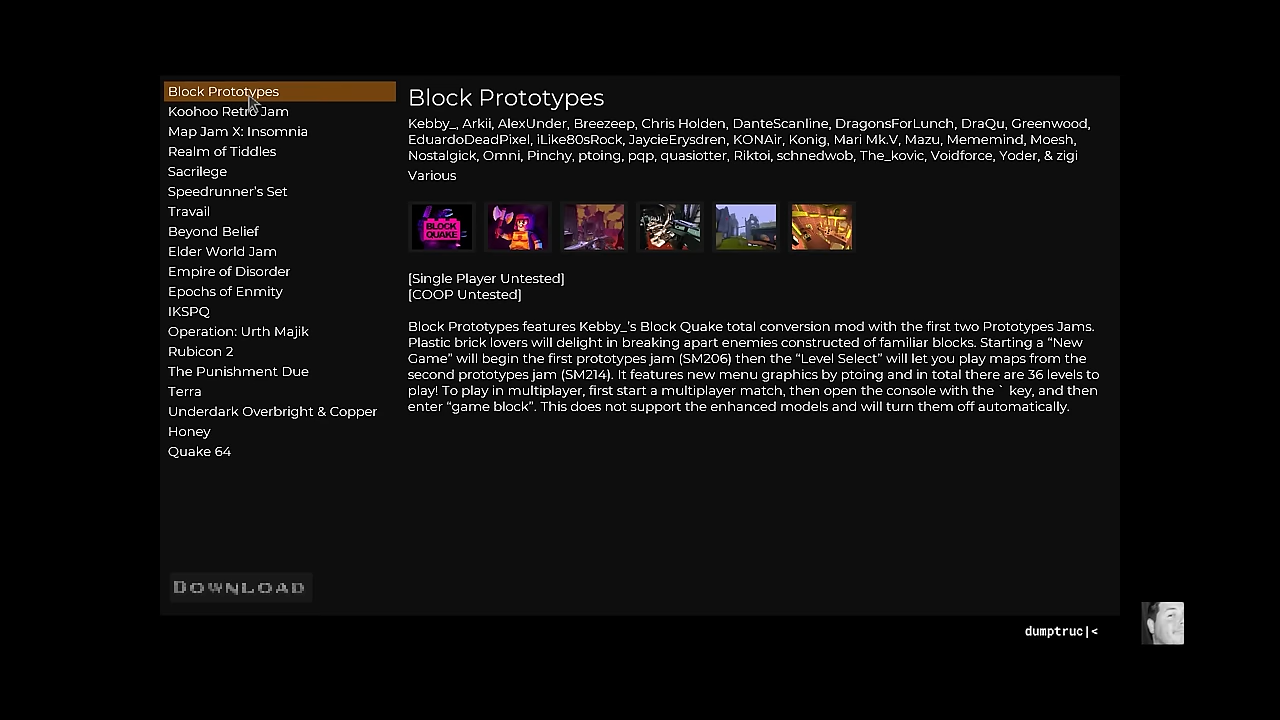 Block Prototypes
Koohoo Retro Jam
Map Jam X: Insomnia
Realm of Tiddles
Sacrilege
Speedrunner's Set
Travail
Beyond Belief
Elder World Jam
Empire of Disorder
Epochs of Enmity
IKSPQ
Operation: Urth Majik
Rubicon 2
The Punishment Due
Terra
Underdark Overbright & Copper
Honey
Quake 64
DOWNLOAD
Block Prototypes
Kebby_, Arkii, AlexUnder, Breezeep, Chris Holden, DanteScanline, DragonsForLunch, DraQu, Greenwood,
EduardoDeadPixel, iLike80sRock, JaycieErysdren, KONAir, Konig, Mari Mk.V, Mazu, Mememind, Moesh,
Nostalgick, Omni, Pinchy, ptoing, pqp, quasiotter, Riktoi, schnedwob, The_kovic, Voidforce, Yoder, & zigi
Various
BLOCK
QUAKE
[Single Player Untested]
[COOP Untested]
Block Prototypes features Kebby_'s Block Quake total conversion mod with the first two Prototypes Jams.
Plastic brick lovers will delight in breaking apart enemies constructed of familiar blocks. Starting a “New
Game” will begin the first prototypes jam (SM206) then the “Level Select” will let you play maps from the
second prototypes jam (SM214). It features new menu graphics by ptoing and in total there are 36 levels to
play! To play in multiplayer, first start a multiplayer match, then open the console with the ` key, and then
enter “game block”. This does not support the enhanced models and will turn them off automatically.
dumptruc|<